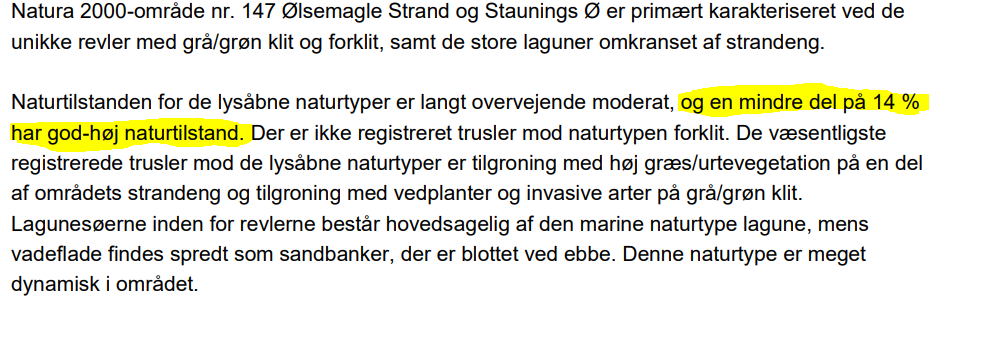 Natura 2000-område nr. 147 Ølsemagle Strand og Staunings Ø er primært karakteriseret ved de
unikke revler med grå/grøn klit og forklit, samt de store laguner omkranset af strandeng.
Naturtilstanden for de lysåbne naturtyper er langt overvejende moderat, og en mindre del på 14 %
har god-høj naturtilstand. Der er ikke registreret trusler mod naturtypen forklit. De væsentligste
registrerede trusler mod de lysåbne naturtyper er tilgroning med høj græs/urtevegetation på en del
af områdets strandeng og tilgroning med vedplanter og invasive arter på grå/grøn klit.
Lagunesøerne inden for revlerne består hovedsagelig af den marine naturtype lagune, mens
vadeflade findes spredt som sandbanker, der er blottet ved ebbe. Denne naturtype er meget
dynamisk i området.